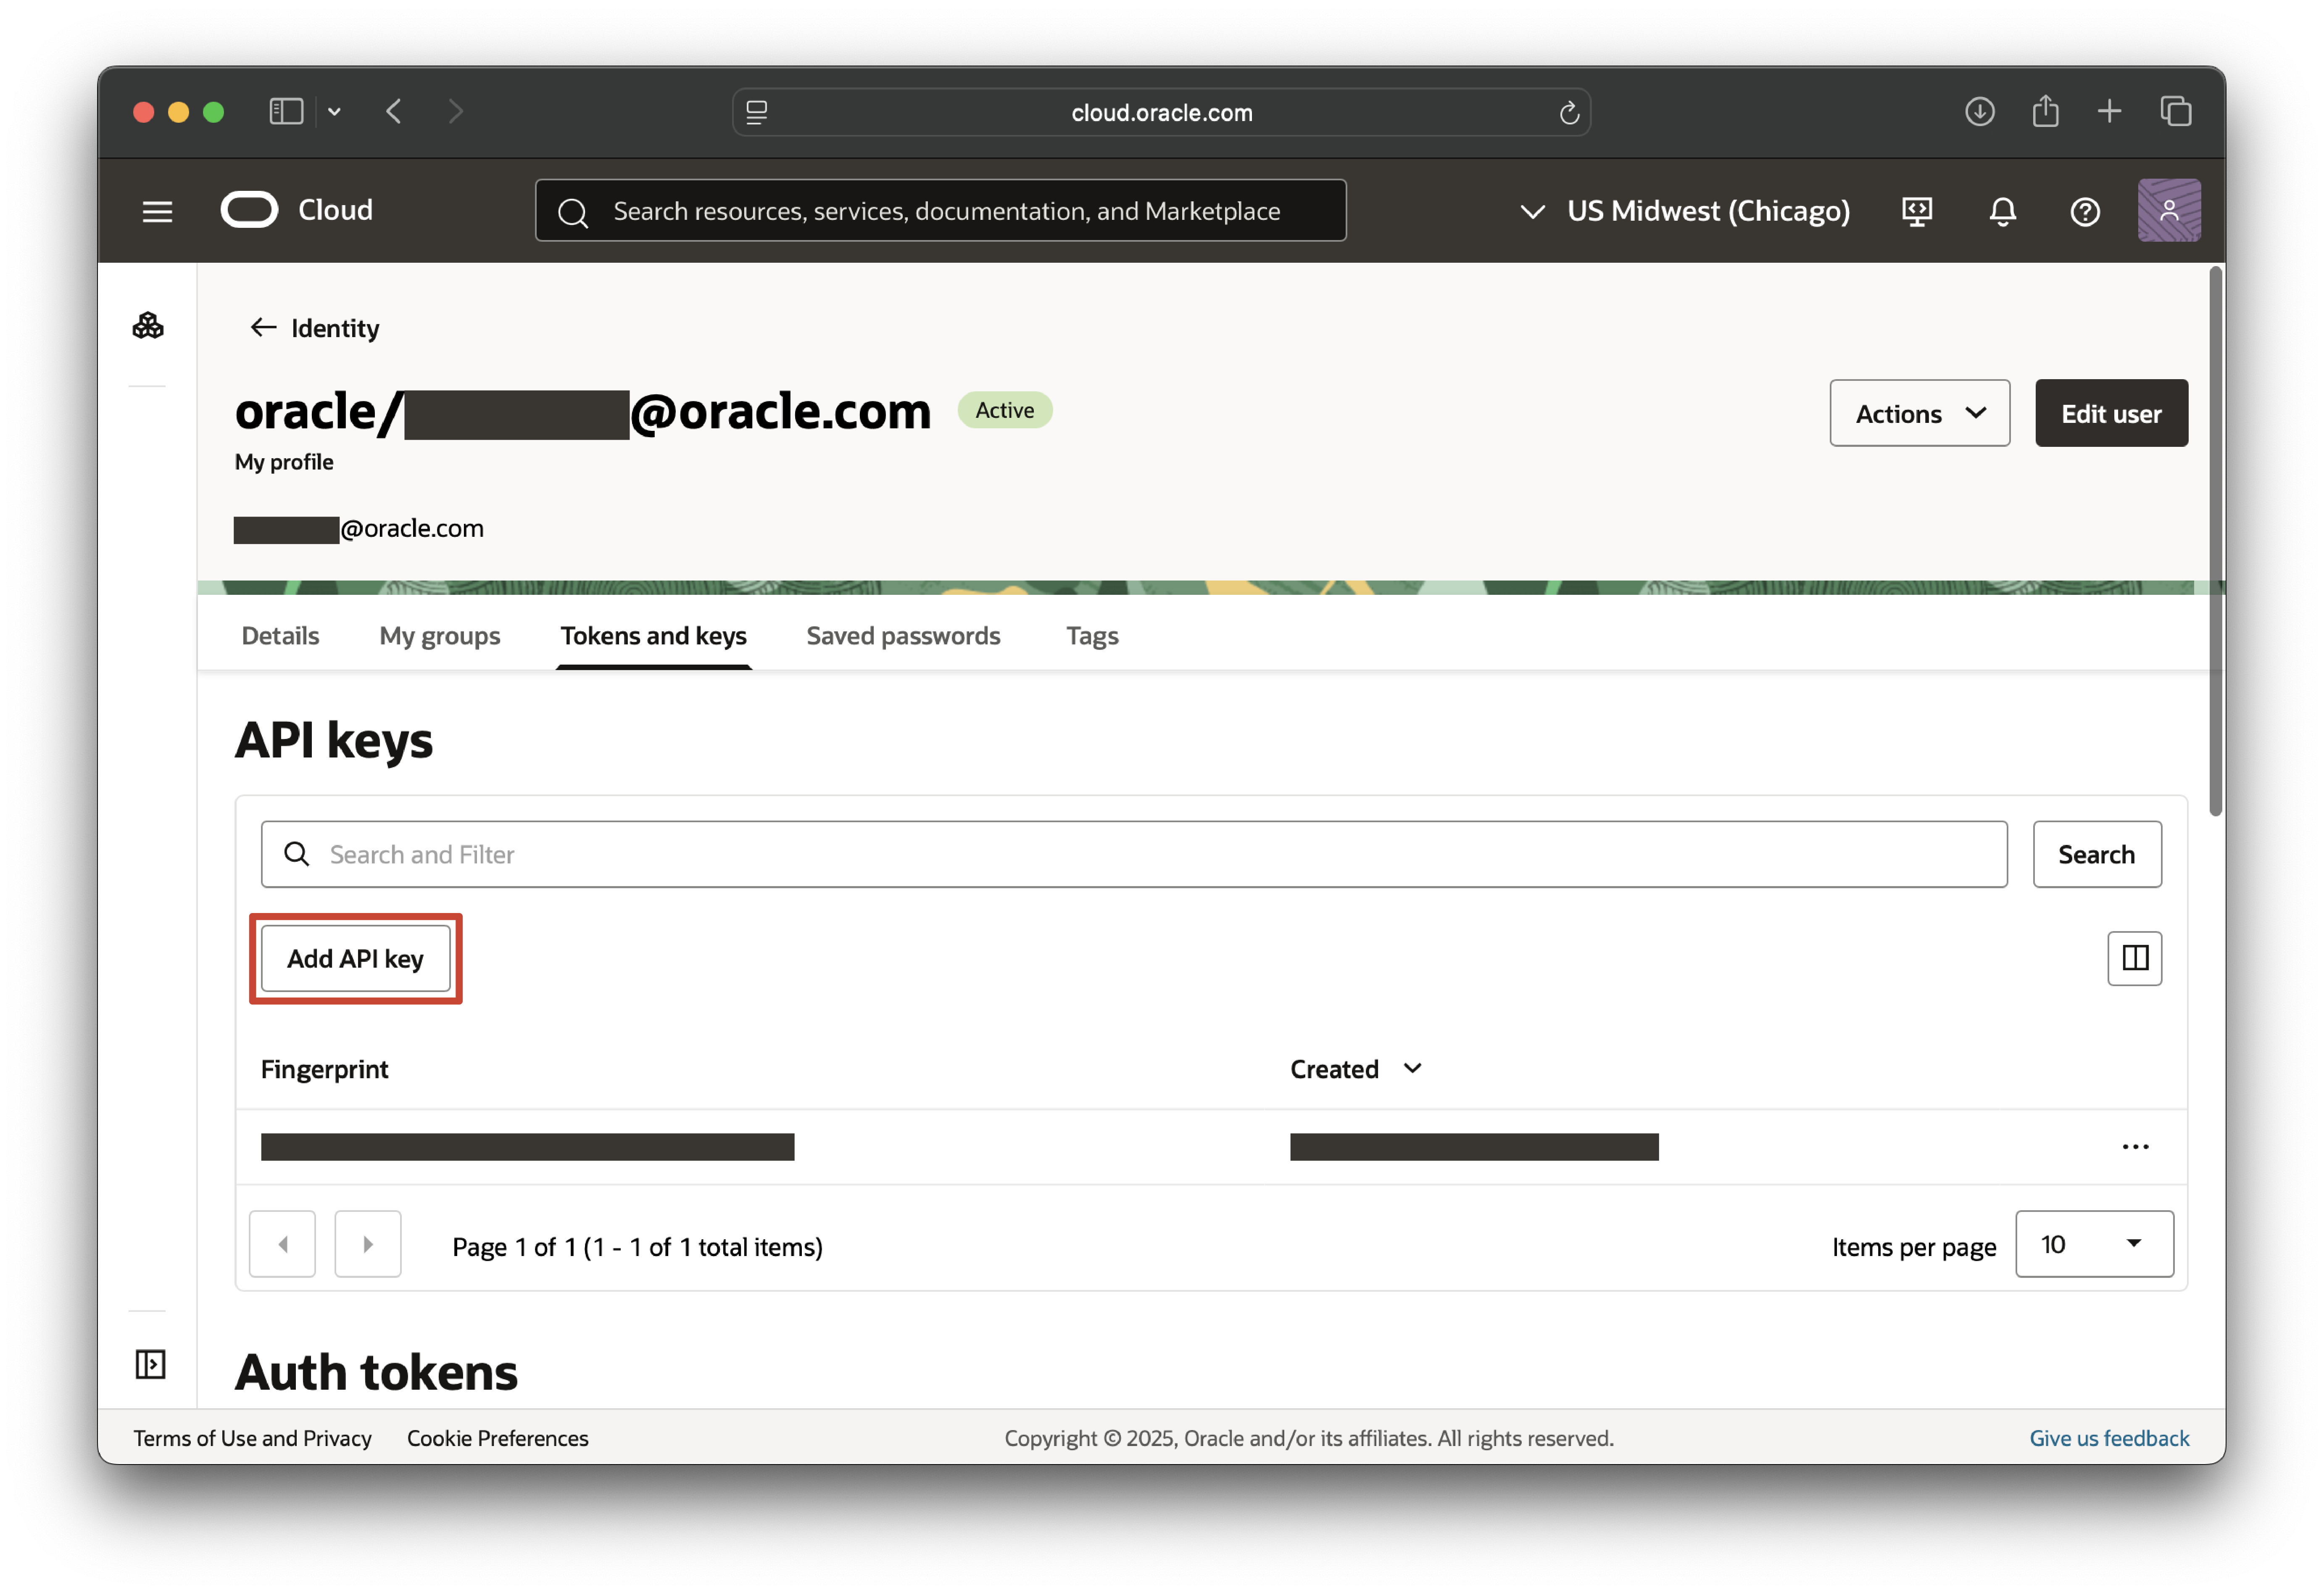 cloud.oracle.com
Cloud
Search resources, services, documentation, and Marketplace
US Midwest (Chicago)
Identity
oracle/ @oracle.com
Active
Actions
Edit user
My profile
@oracle.com
Details My groups Tokens and keys Saved passwords Tags
API keys
Search and Filter
Search
Add API key
Fingerprint Created
Page 1 of 1 (1 - 1 of 1 total items)
Items per page 10
Auth tokens
Terms of Use and Privacy Cookie Preferences Copyright © 2025, Oracle and/or its affiliates. All rights reserved. Give us feedback